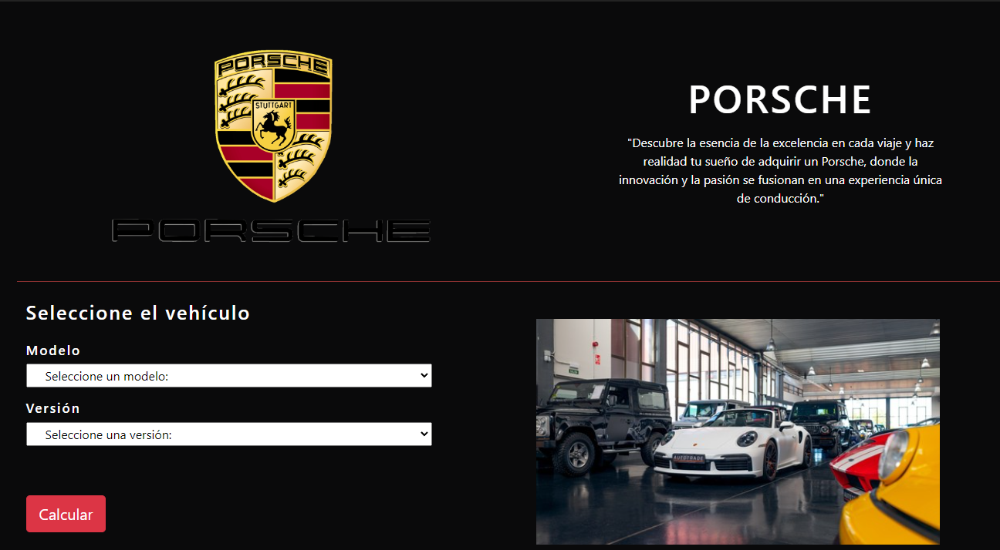 PORSCHE
STUTTGART
PORSCHE
PORSCHE
"Descubre la esencia de la excelencia en cada viaje y haz
realidad tu sueño de adquirir un Porsche, donde la
innovación y la pasión se fusionan en una experiencia única
de conducción."
Seleccione el vehículo
Modelo
Seleccione un modelo:
Versión
Seleccione una versión:
Calcular
AUTOTRADE